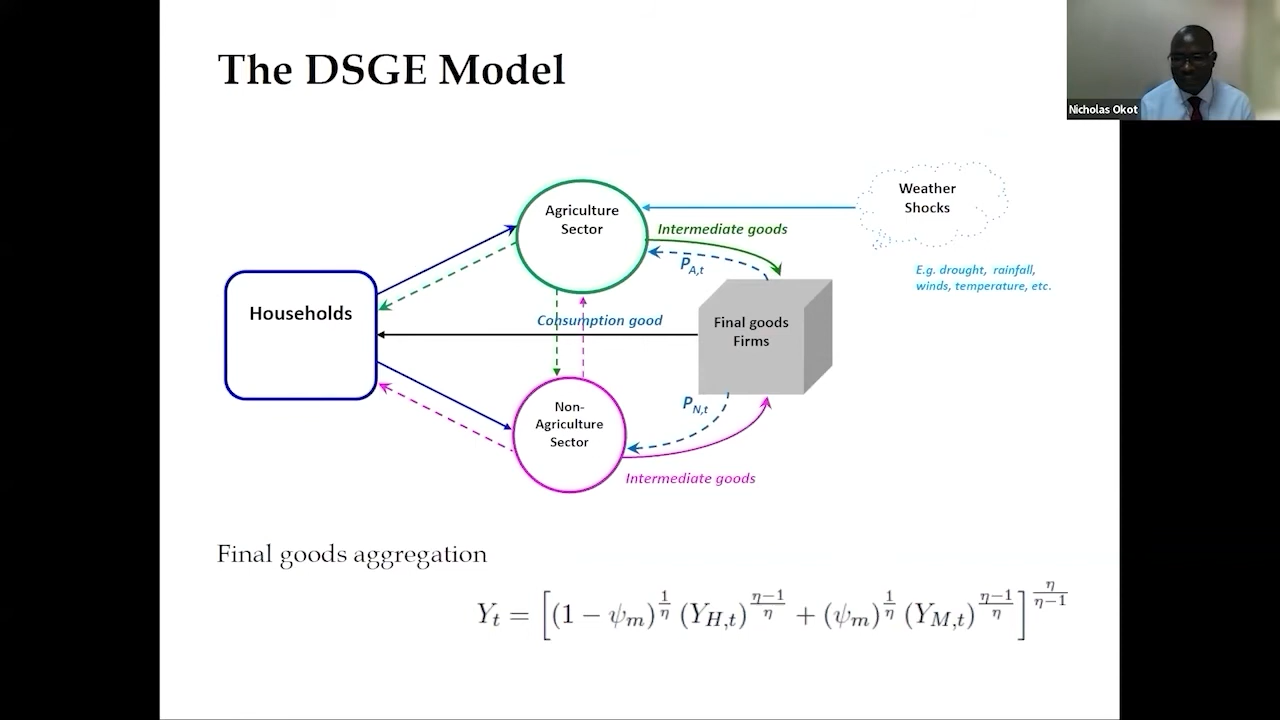 The DSGE Model
Nicholas Okot
Weather
Shocks
Agriculture
Sector
Intermediate goods
P_{A,t}
E.g. drought, rainfall,
winds, temperature, etc.
Households
Consumption good
Final goods
Firms
Non-
Agriculture
Sector
P_{N,t}
Intermediate goods
Final goods aggregation
Y_t = [(1 − ψ_m)^{1/η} (Y_{H,t})^{(η−1)/η} + (ψ_m)^{1/η} (Y_{M,t})^{(η−1)/η}]^{η/(η−1)}